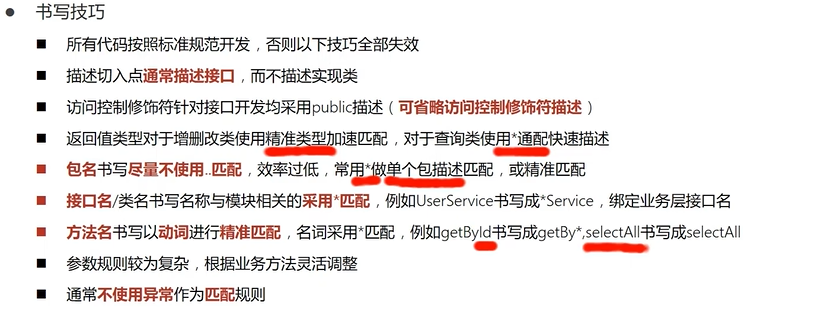 书写技巧
所有代码按照标准规范开发，否则以下技巧全部失效
描述切入点通常描述接口，而不描述实现类
访问控制修饰符针对接口开发均采用public描述（可省略访问控制修饰符描述）
返回值类型对于增删改类使用精准类型加速匹配，对于查询类使用*通配快速描述
包名书写尽量不使用..匹配，效率过低，常用*做单个包描述匹配，或精准匹配
接口名/类名书写名称与模块相关的采用*匹配，例如UserService书写成*Service，绑定业务层接口名
方法名书写以动词进行精准匹配，名词采用*匹配，例如getById书写成getBy*,selectAll书写成selectAll
参数规则较为复杂，根据业务方法灵活调整
通常不使用异常作为匹配规则